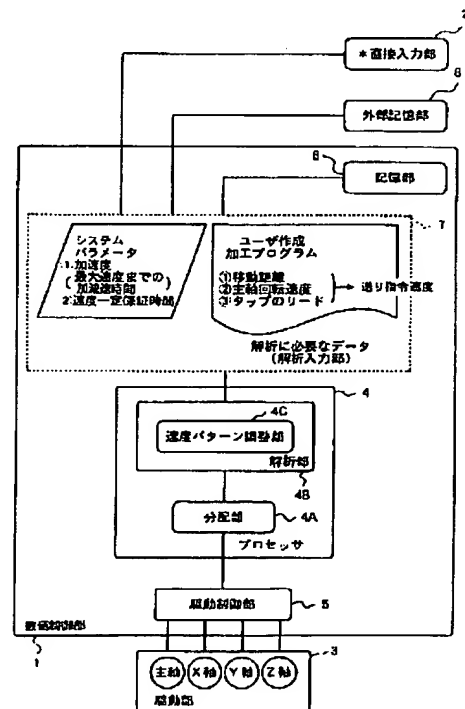 2
*直接入力部
8
外部記憶部
6
記憶部
7
システム
パラメータ
1.加速度
(最大速度までの
加減速時間)
2.速度一定保証時間
ユーザ作成
加工プログラム
①移動距離
②主軸回転速度
③タップのリード
送り指令速度
解析に必要なデータ
(解析入力部)
4
4C
速度パターン調整部
解析部
4B
分配部
4A
プロセッサ
駆動制御部
5
数値制御部
1
3
主軸
X軸
Y軸
Z軸
駆動部